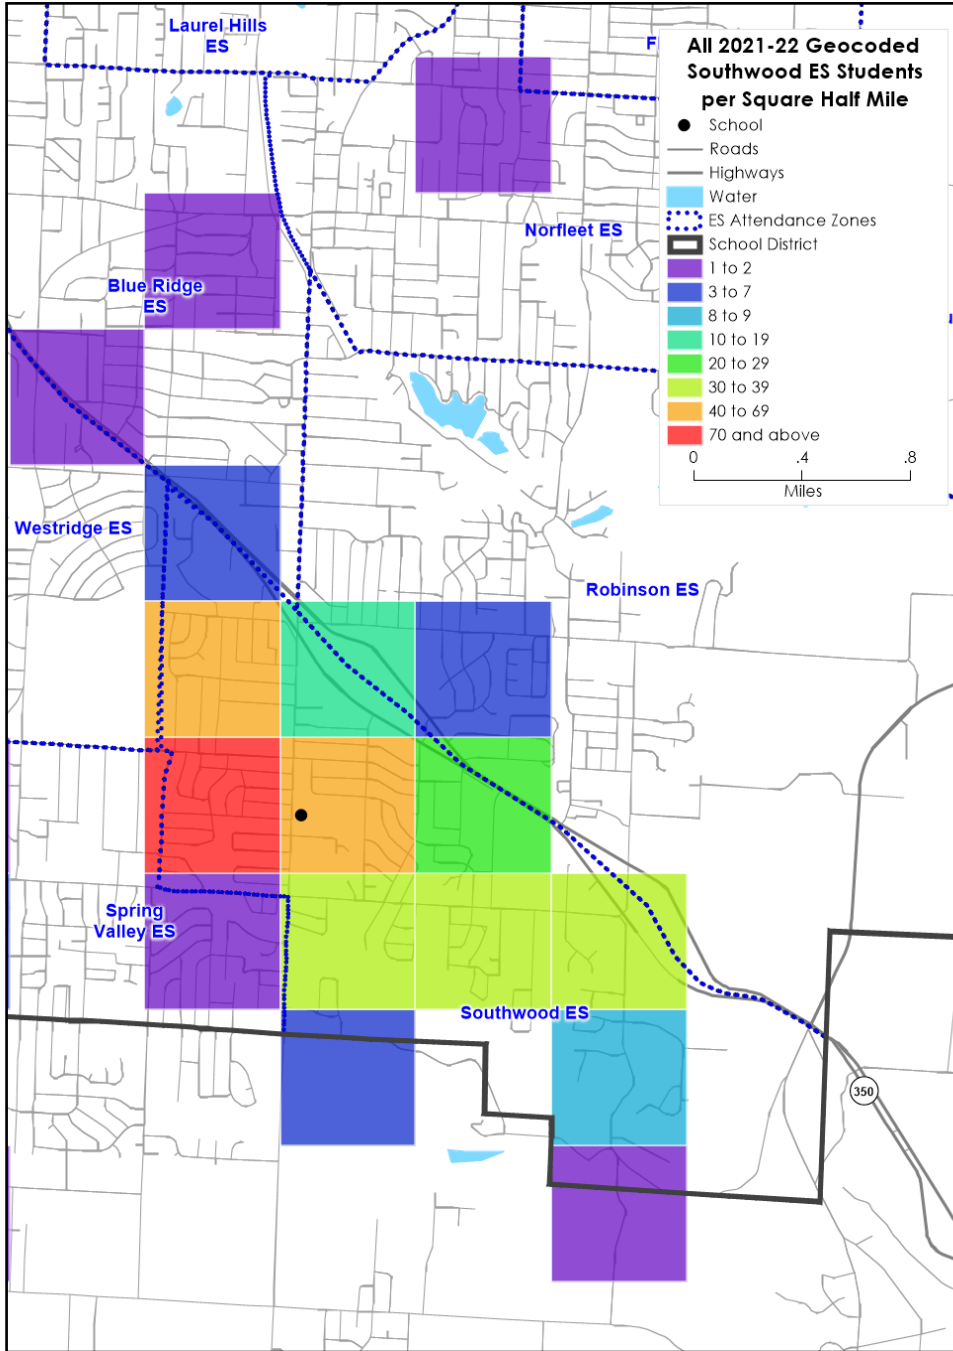 Laurel Hills
ES
F
All 2021-22 Geocoded
Southwood ES Students
per Square Half Mile
School
Roads
Highways
Water
ES Attendance Zones
School District
1 to 2
3 to 7
8 to 9
10 to 19
20 to 29
30 to 39
40 to 69
70 and above
0 .4 .8
Miles
Norfleet ES
Blue Ridge
ES
Westridge ES
Robinson ES
Spring
Valley ES
Southwood ES
350